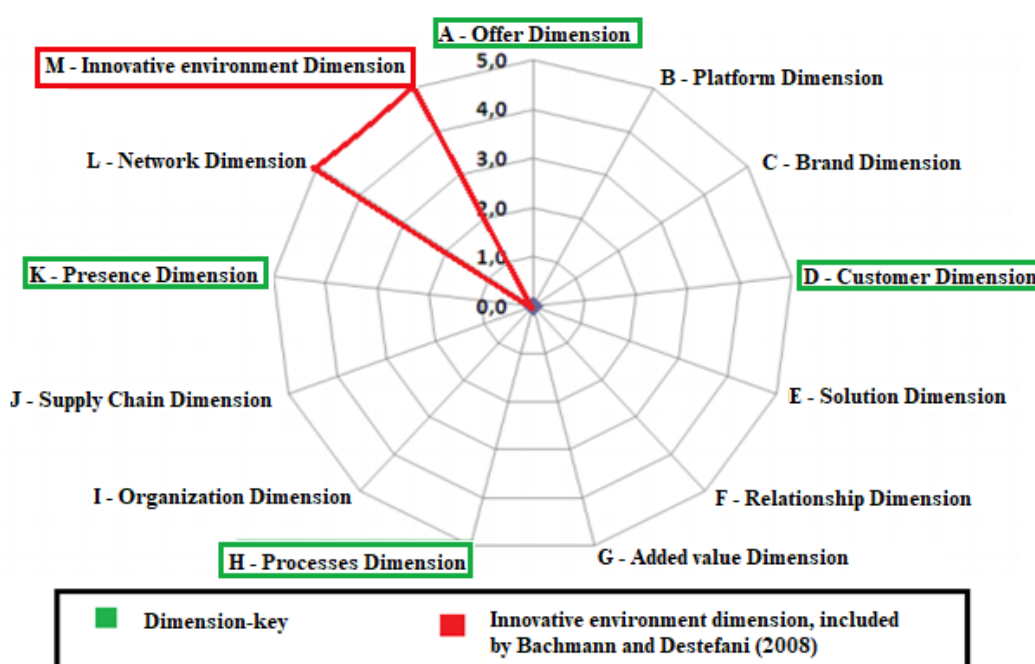 A - Offer Dimension
M - Innovative environment Dimension
5,0
B - Platform Dimension
4,0
L - Network Dimension
C - Brand Dimension
3,0
2,0
K - Presence Dimension
1,0
D - Customer Dimension
0,0
J - Supply Chain Dimension
E - Solution Dimension
I - Organization Dimension
F - Relationship Dimension
H - Processes Dimension
G - Added value Dimension
Dimension-key
Innovative environment dimension, included
by Bachmann and Destefani (2008)